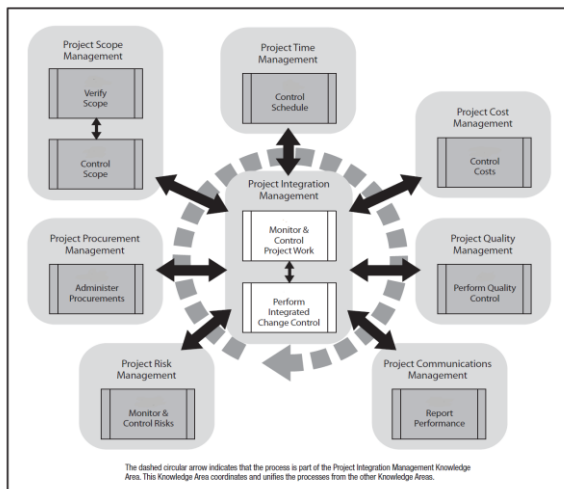 Project Scope
Management
Verify
Scope
Control
Scope
Project Time
Management
Control
Schedule
Project Cost
Management
Control
Costs
Project Integration
Management
Monitor &
Control
Project Work
Perform
Integrated
Change Control
Project Procurement
Management
Administer
Procurements
Project Quality
Management
Perform Quality
Control
Project Risk
Management
Monitor &
Control Risks
Project Communications
Management
Report
Performance
The dashed circular arrow indicates that the process is part of the Project Integration Management Knowledge
Area. This Knowledge Area coordinates and unifies the processes from the other Knowledge Areas.